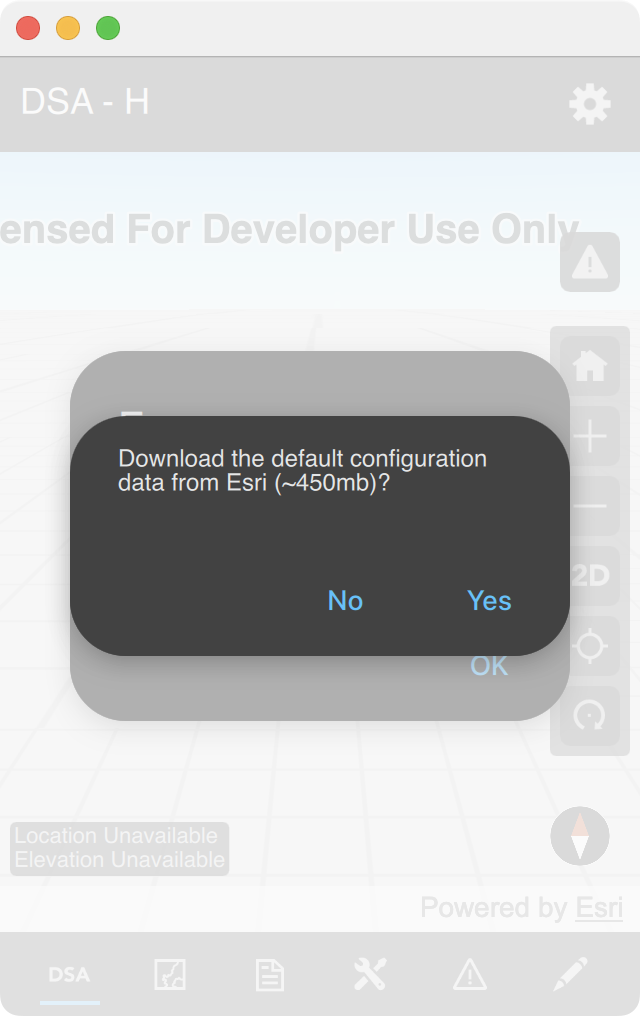 DSA - H
ensed For Developer Use Only
Download the default configuration
data from Esri (~450mb)?
No
Yes
OK
2D
Location Unavailable
Elevation Unavailable
Powered by Esri
DSA